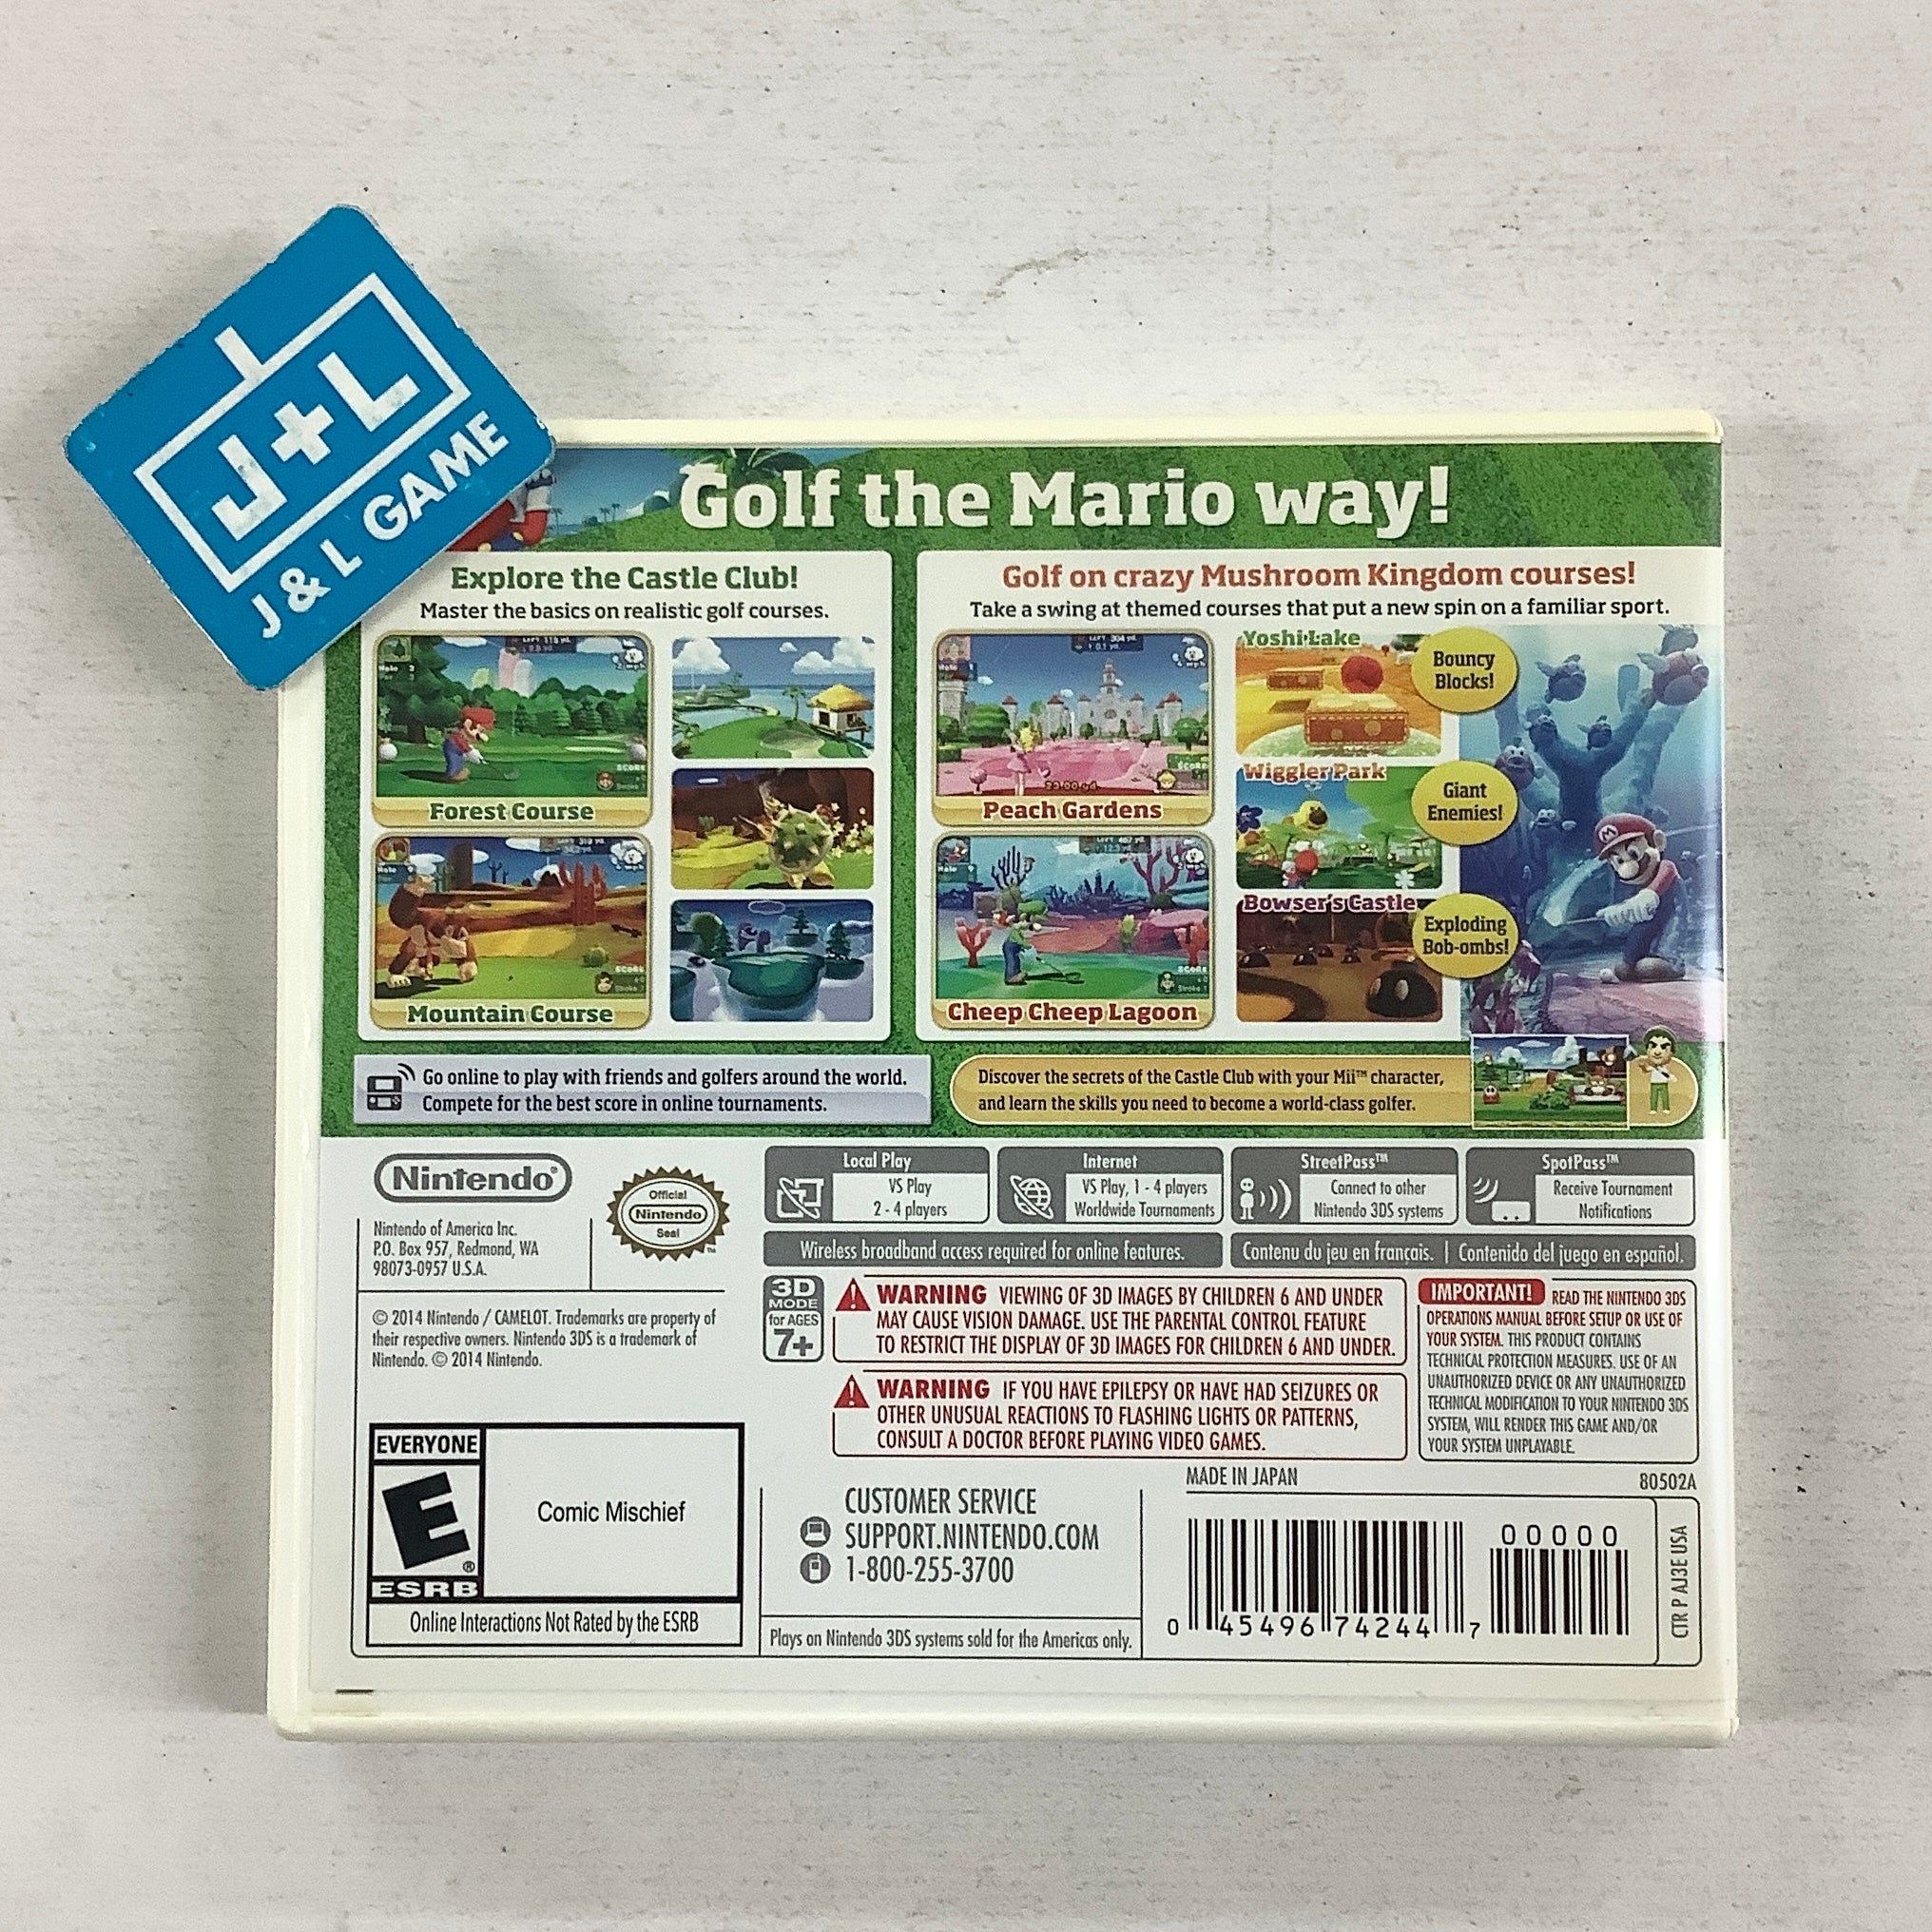 J+L
J & L GAME
Golf the Mario way!
Explore the Castle Club!
Master the basics on realistic golf courses.
Forest Course
Mountain Course
Golf on crazy Mushroom Kingdom courses!
Take a swing at themed courses that put a new spin on a familiar sport.
Peach Gardens
Cheep Cheep Lagoon
Yoshi Lake
Bouncy
Blocks!
Wiggler Park
Giant
Enemies!
Bowser's Castle
Exploding
Bob-ombs!
Go online to play with friends and golfers around the world.
Compete for the best score in online tournaments.
Discover the secrets of the Castle Club with your Mii™ character,
and learn the skills you need to become a world-class golfer.
Nintendo®
Official
Nintendo
Seal
Nintendo of America Inc.
P.O. Box 957, Redmond, WA
98073-0957 U.S.A.
Local Play
VS Play
2 - 4 players
Internet
VS Play, 1 - 4 players
Worldwide Tournaments
StreetPass™
Connect to other
Nintendo 3DS systems
SpotPass™
Receive Tournament
Notifications
Wireless broadband access required for online features.
Contenu du jeu en français. | Contenido del juego en español.
© 2014 Nintendo / CAMELOT. Trademarks are property of
their respective owners. Nintendo 3DS is a trademark of
Nintendo. © 2014 Nintendo.
3D
MODE
for AGES
7+
WARNING VIEWING OF 3D IMAGES BY CHILDREN 6 AND UNDER
MAY CAUSE VISION DAMAGE. USE THE PARENTAL CONTROL FEATURE
TO RESTRICT THE DISPLAY OF 3D IMAGES FOR CHILDREN 6 AND UNDER.
WARNING IF YOU HAVE EPILEPSY OR HAVE HAD SEIZURES OR
OTHER UNUSUAL REACTIONS TO FLASHING LIGHTS OR PATTERNS,
CONSULT A DOCTOR BEFORE PLAYING VIDEO GAMES.
IMPORTANT! READ THE NINTENDO 3DS
OPERATIONS MANUAL BEFORE SETUP OR USE OF
YOUR SYSTEM. THIS PRODUCT CONTAINS
TECHNICAL PROTECTION MEASURES. USE OF AN
UNAUTHORIZED DEVICE OR ANY UNAUTHORIZED
TECHNICAL MODIFICATION TO YOUR NINTENDO 3DS
SYSTEM, WILL RENDER THIS GAME AND/OR
YOUR SYSTEM UNPLAYABLE.
EVERYONE
E
ESRB
Comic Mischief
Online Interactions Not Rated by the ESRB
CUSTOMER SERVICE
SUPPORT.NINTENDO.COM
1-800-255-3700
Plays on Nintendo 3DS systems sold for the Americas only.
MADE IN JAPAN
80502A
00000
0 45496 74244 7
CTR P AJ3E USA